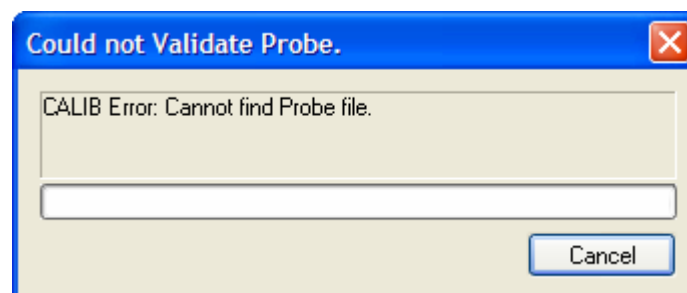 Could not Validate Probe.
CALIB Error: Cannot find Probe file.
Cancel